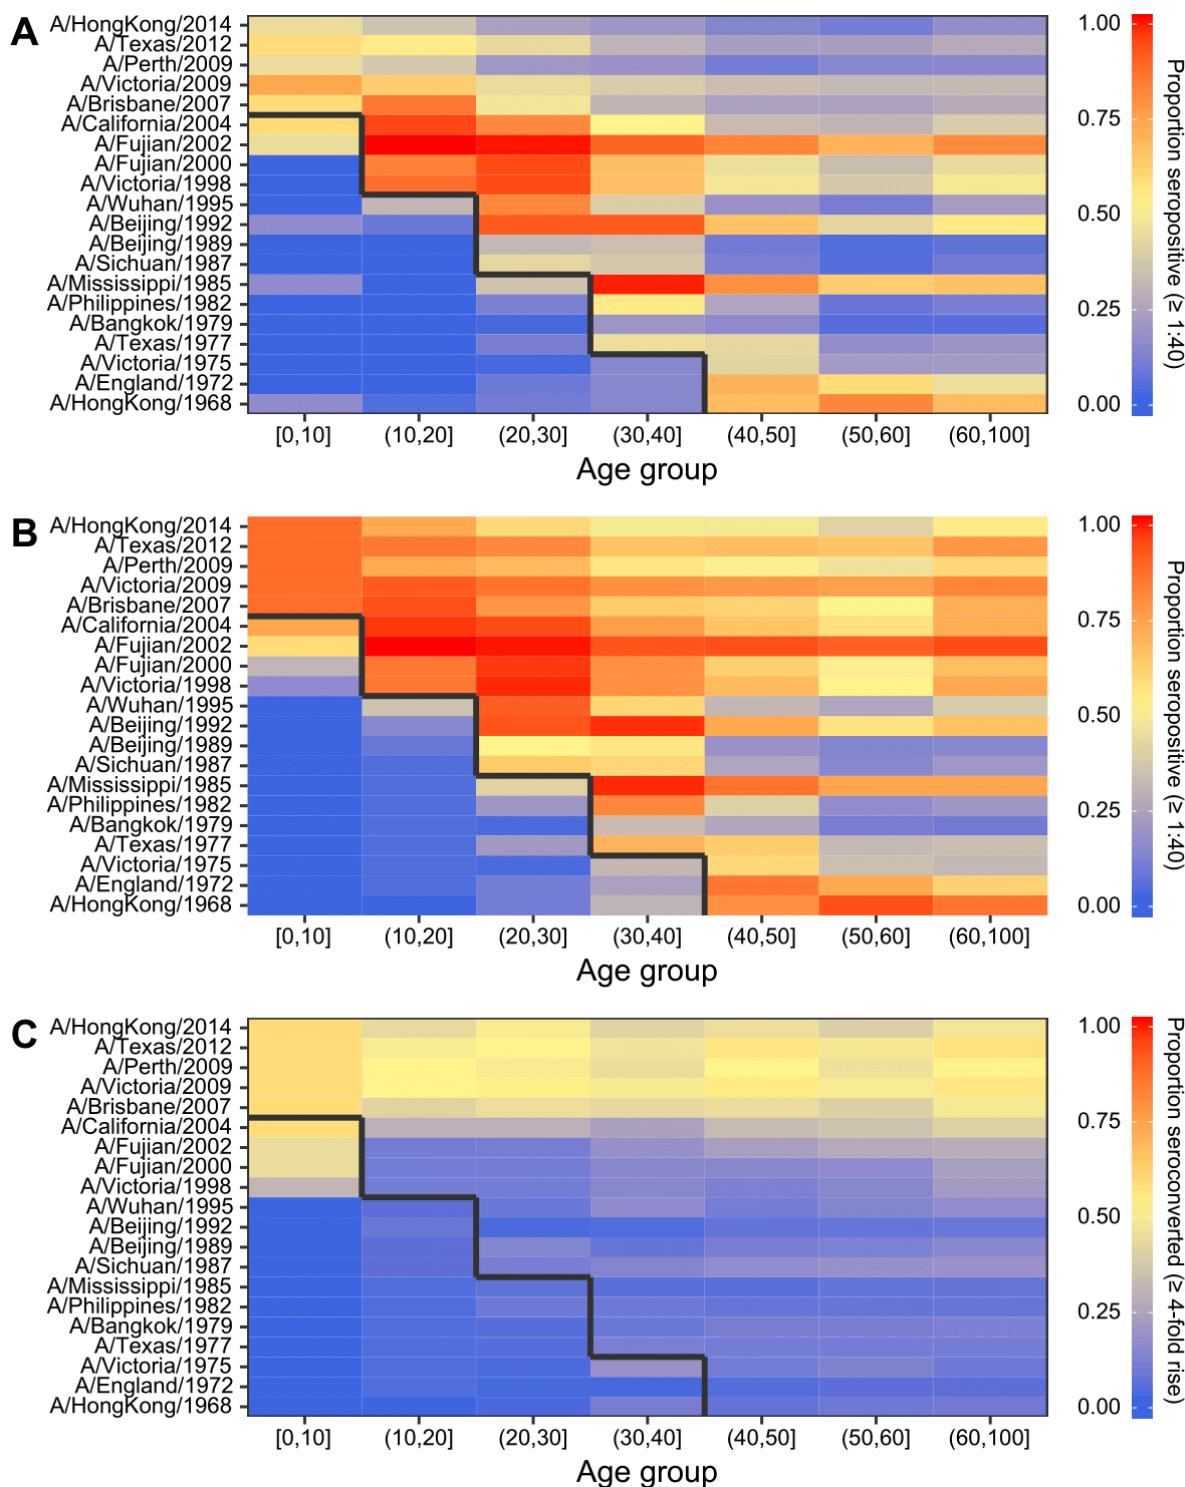 A
A/HongKong/2014
A/Texas/2012
A/Perth/2009
A/Victoria/2009
A/Brisbane/2007
A/California/2004
A/Fujian/2002
A/Fujian/2000
A/Victoria/1998
A/Wuhan/1995
A/Beijing/1992
A/Beijing/1989
A/Sichuan/1987
A/Mississippi/1985
A/Philippines/1982
A/Bangkok/1979
A/Texas/1977
A/Victoria/1975
A/England/1972
A/HongKong/1968
[0,10] (10,20] (20,30] (30,40] (40,50] (50,60] (60,100]
Age group
1.00
0.75
0.50
0.25
0.00
Proportion seropositive (≥ 1:40)
B
A/HongKong/2014
A/Texas/2012
A/Perth/2009
A/Victoria/2009
A/Brisbane/2007
A/California/2004
A/Fujian/2002
A/Fujian/2000
A/Victoria/1998
A/Wuhan/1995
A/Beijing/1992
A/Beijing/1989
A/Sichuan/1987
A/Mississippi/1985
A/Philippines/1982
A/Bangkok/1979
A/Texas/1977
A/Victoria/1975
A/England/1972
A/HongKong/1968
[0,10] (10,20] (20,30] (30,40] (40,50] (50,60] (60,100]
Age group
1.00
0.75
0.50
0.25
0.00
Proportion seropositive (≥ 1:40)
C
A/HongKong/2014
A/Texas/2012
A/Perth/2009
A/Victoria/2009
A/Brisbane/2007
A/California/2004
A/Fujian/2002
A/Fujian/2000
A/Victoria/1998
A/Wuhan/1995
A/Beijing/1992
A/Beijing/1989
A/Sichuan/1987
A/Mississippi/1985
A/Philippines/1982
A/Bangkok/1979
A/Texas/1977
A/Victoria/1975
A/England/1972
A/HongKong/1968
[0,10] (10,20] (20,30] (30,40] (40,50] (50,60] (60,100]
Age group
1.00
0.75
0.50
0.25
0.00
Proportion seroconverted (≥ 4-fold rise)